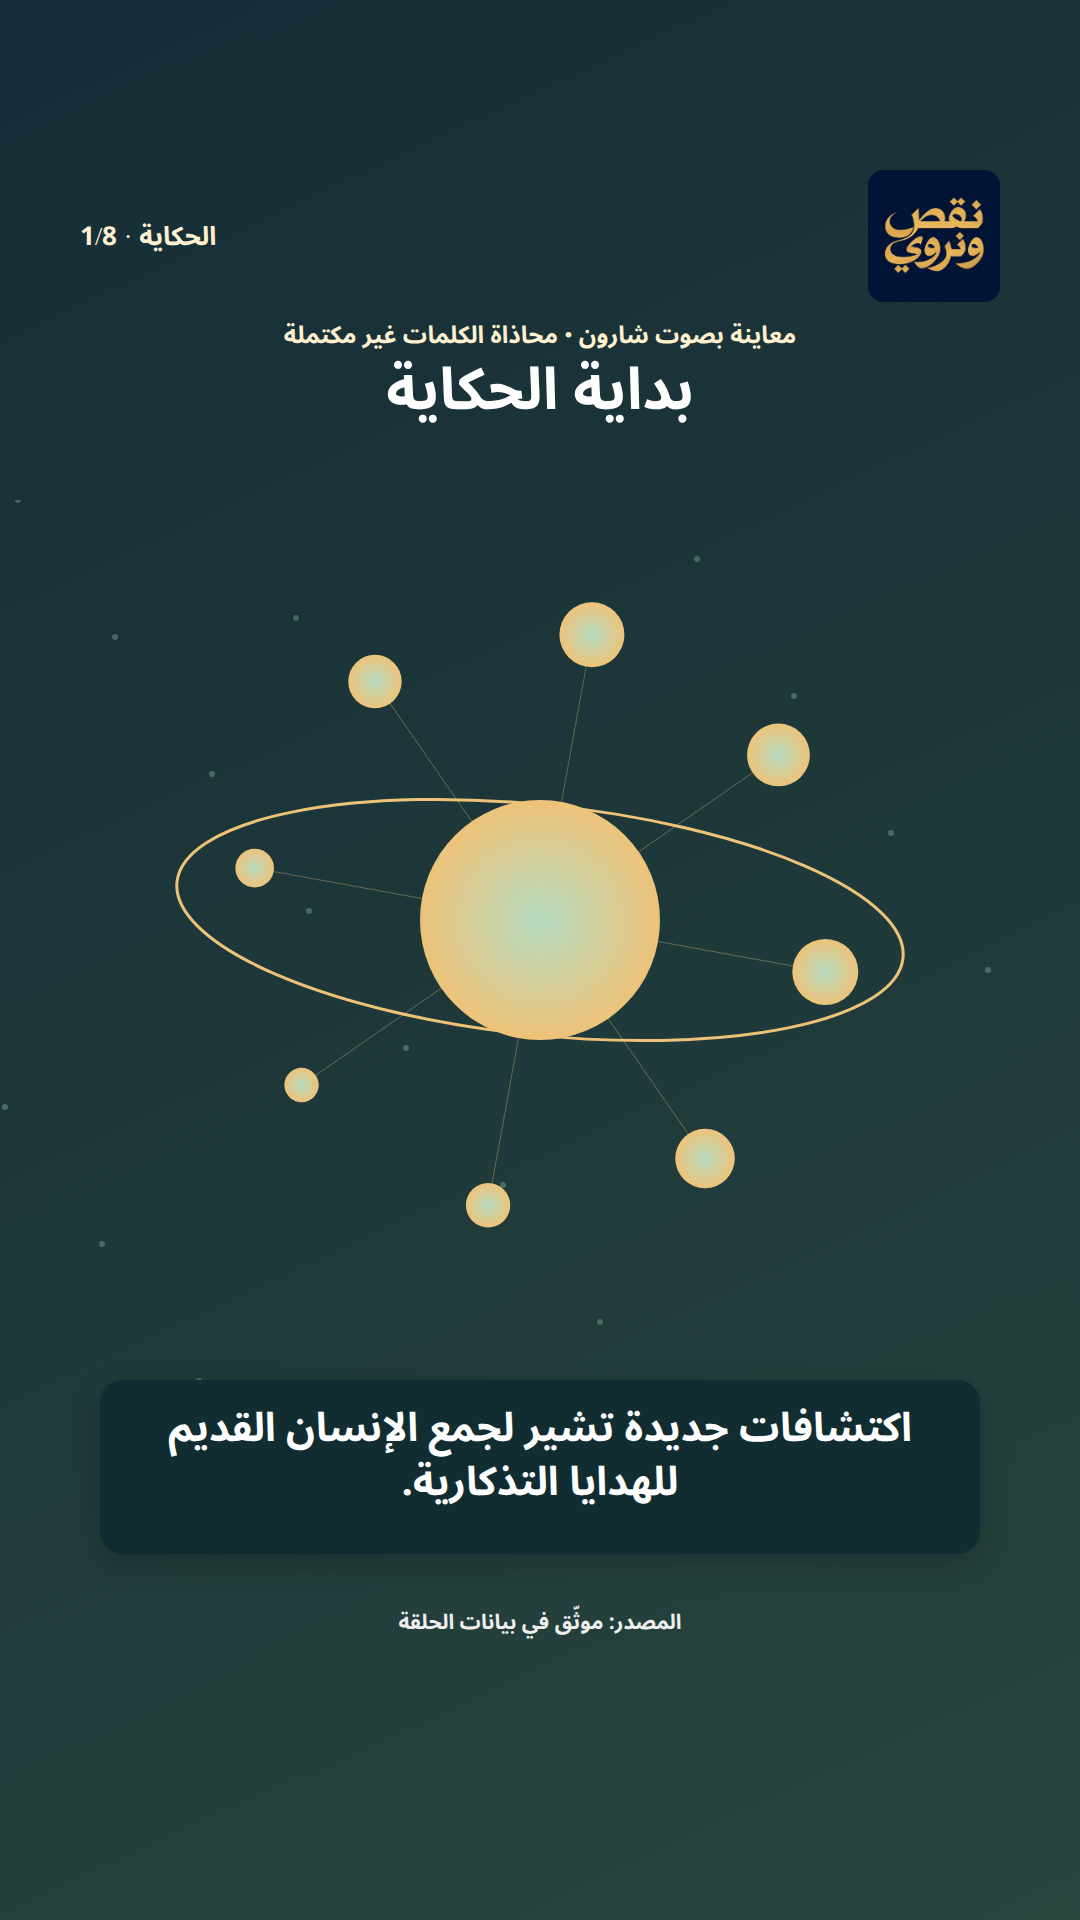 نقص
ونروي
الحكاية · 1/8
معاينة بصوت شارون • محاذاة الكلمات غير مكتملة
بداية الحكاية
اكتشافات جديدة تشير لجمع الإنسان القديم
للهدايا التذكارية.
المصدر: موثّق في بيانات الحلقة